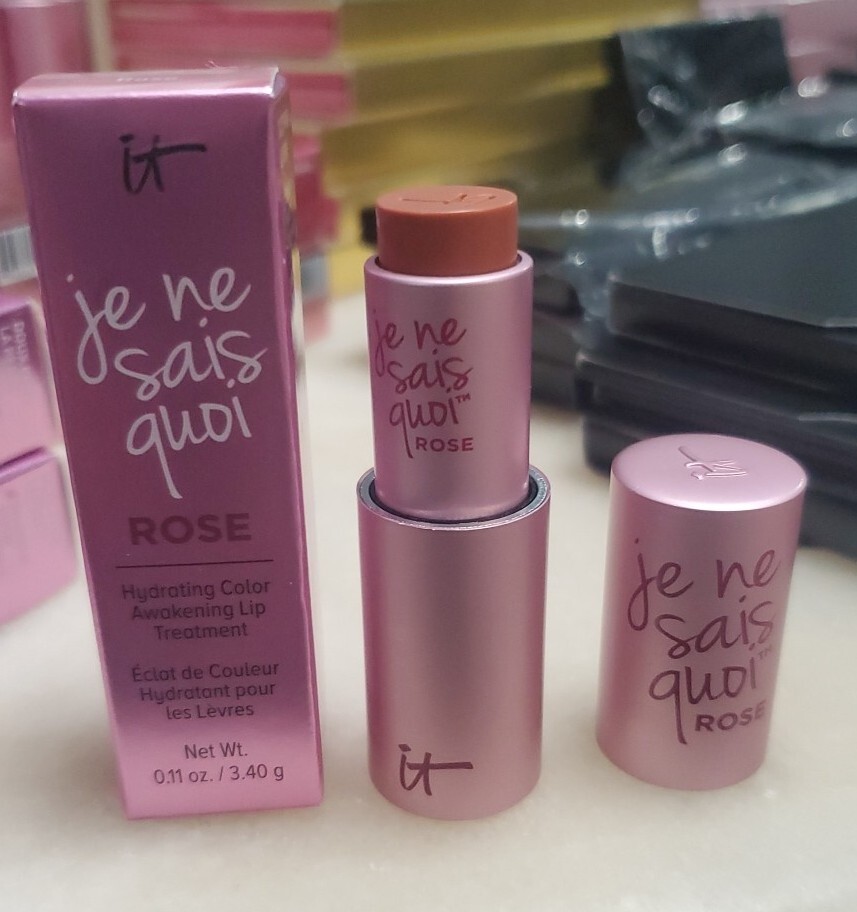 it
je ne
sais
quoi
ROSE
Hydrating Color
Awakening Lip
Treatment
Éclat de Couleur
Hydratant pour
les Lèvres
Net Wt.
0.11 oz. / 3.40 g
je ne
sais
quoi™
ROSE
it
it
je ne
sais
quoi™
ROSE